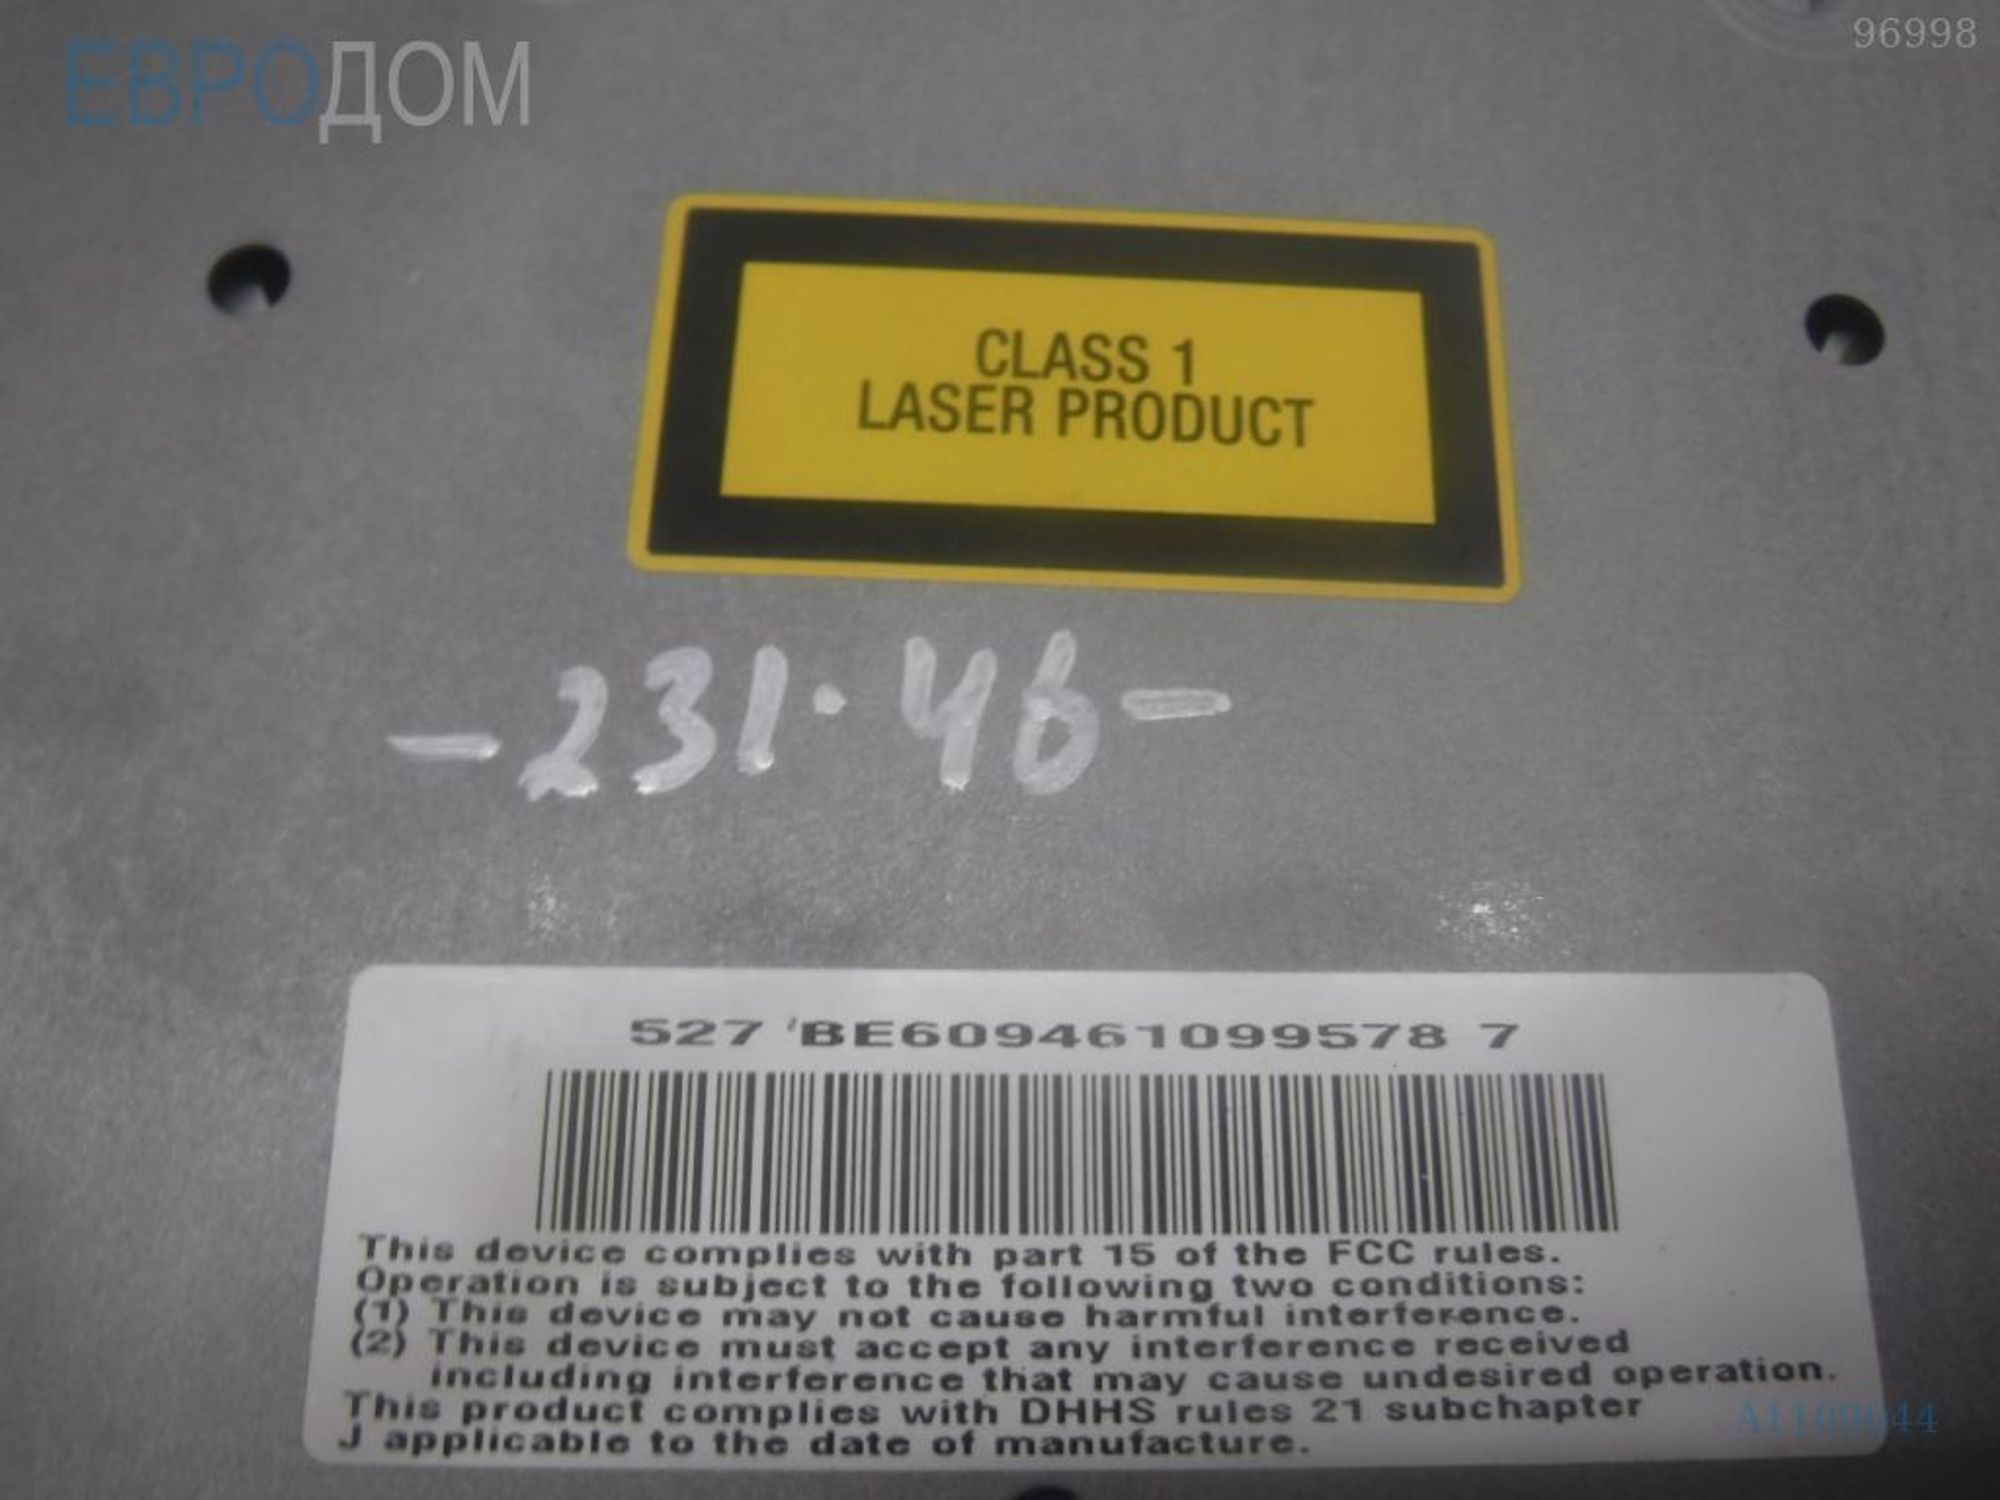 ЕВРОДОМ
96998
CLASS 1
LASER PRODUCT
-231·46-
527 'BE6094610995 78 7
This device complies with part 15 of the FCC rules.
Operation is subject to the following two conditions:
(1) This device may not cause harmful interference.
(2) This device must accept any interference received
including interference that may cause undesired operation.
This product complies with DHHS rules 21 subchapter
J applicable to the date of manufacture.